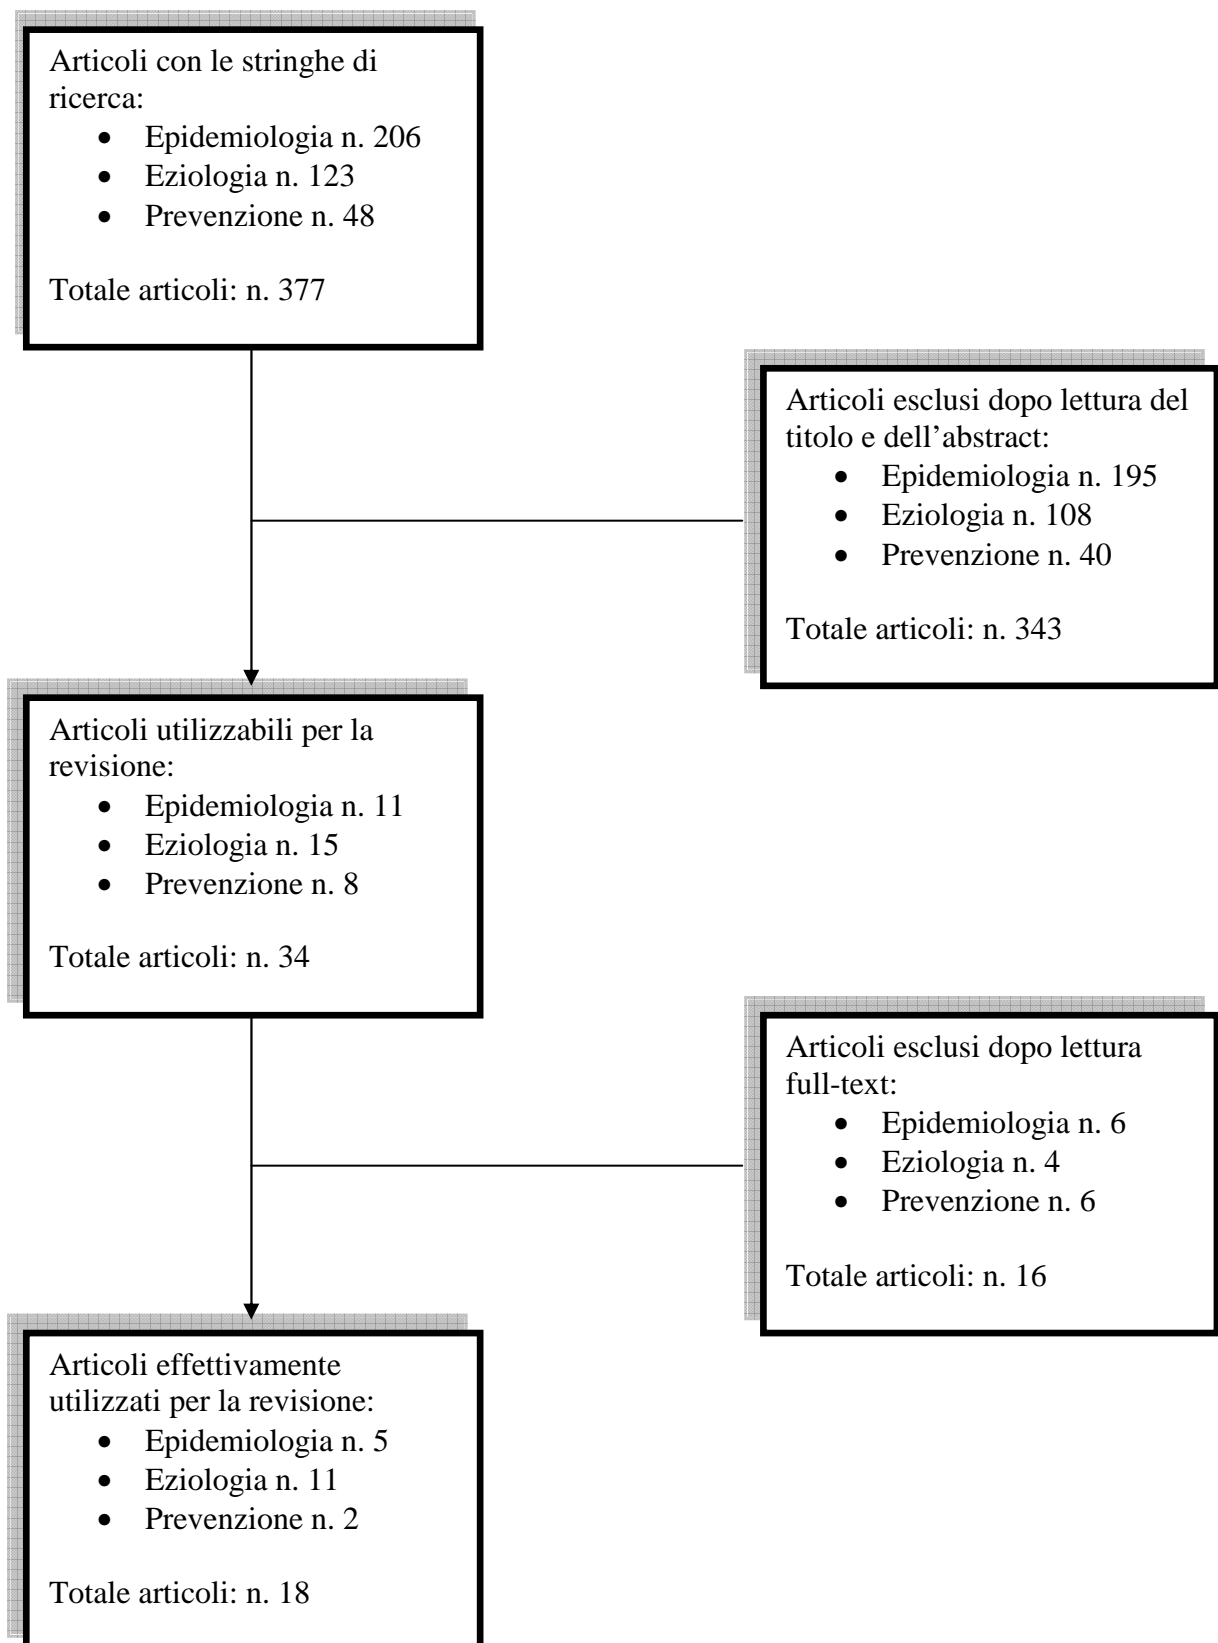 Articoli con le stringhe di
ricerca:
• Epidemiologia n. 206
• Eziologia n. 123
• Prevenzione n. 48
Totale articoli: n. 377
Articoli esclusi dopo lettura del
titolo e dell’abstract:
• Epidemiologia n. 195
• Eziologia n. 108
• Prevenzione n. 40
Totale articoli: n. 343
Articoli utilizzabili per la
revisione:
• Epidemiologia n. 11
• Eziologia n. 15
• Prevenzione n. 8
Totale articoli: n. 34
Articoli esclusi dopo lettura
full-text:
• Epidemiologia n. 6
• Eziologia n. 4
• Prevenzione n. 6
Totale articoli: n. 16
Articoli effettivamente
utilizzati per la revisione:
• Epidemiologia n. 5
• Eziologia n. 11
• Prevenzione n. 2
Totale articoli: n. 18